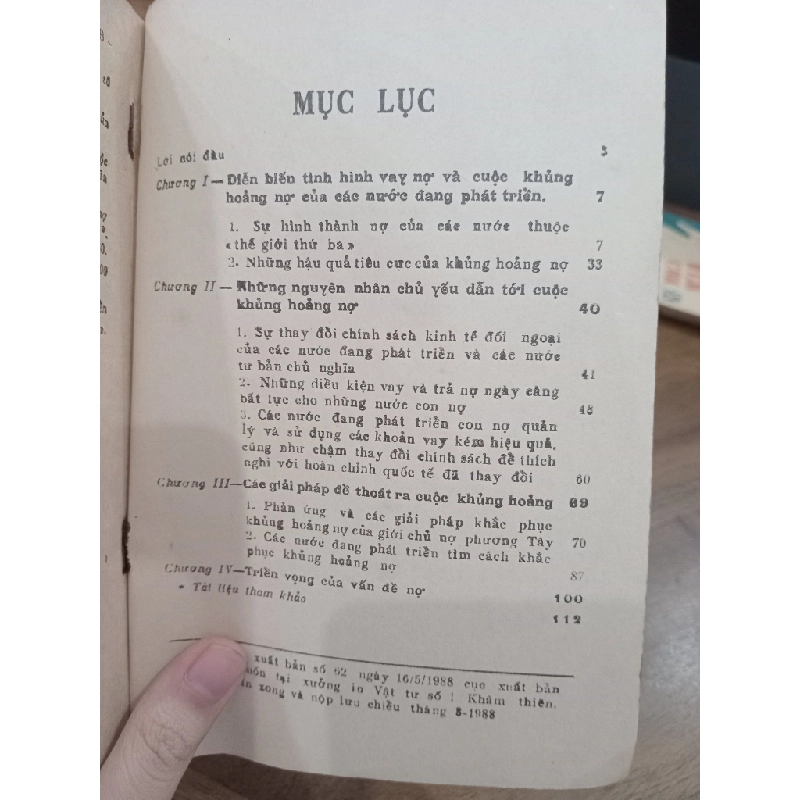 MỤC LỤC
Lời nói đầu 5
Chương I — Diễn biến tình hình vay nợ và cuộc khủng
hoảng nợ của các nước đang phát triển. 7
1. Sự hình thành nợ của các nước thuộc
«thế giới thứ ba» 7
2. Những hậu quả tiêu cực của khủng hoảng nợ 33
Chương II — Những nguyên nhân chủ yếu dẫn tới cuộc
khủng hoảng nợ 40
1. Sự thay đổi chính sách kinh tế đối ngoại
của các nước đang phát triển và các nước
tư bản chủ nghĩa 41
2. Những điều kiện vay và trả nợ ngày càng
bất lực cho những nước con nợ 48
3. Các nước đang phát triển con nợ quản
lý và sử dụng các khoản vay kém hiệu quả,
cũng như chậm thay đổi chính sách để thích
nghi với hoàn chỉnh quốc tế đã thay đổi 60
Chương III — Các giải pháp để thoát ra cuộc khủng hoảng 69
1. Phản ứng và các giải pháp khắc phục
khủng hoảng nợ của giới chủ nợ phương Tây 70
2. Các nước đang phát triển tìm cách khắc
phục khủng hoảng nợ 87
Chương IV — Triển vọng của vấn đề nợ 100
• Tài liệu tham khảo 112
xuất bản số 62 ngày 16/5/1988 cục xuất bản
tại xưởng in Vật tư số 1 Khâm thiên.
xong và nộp lưu chiểu tháng 8-1988